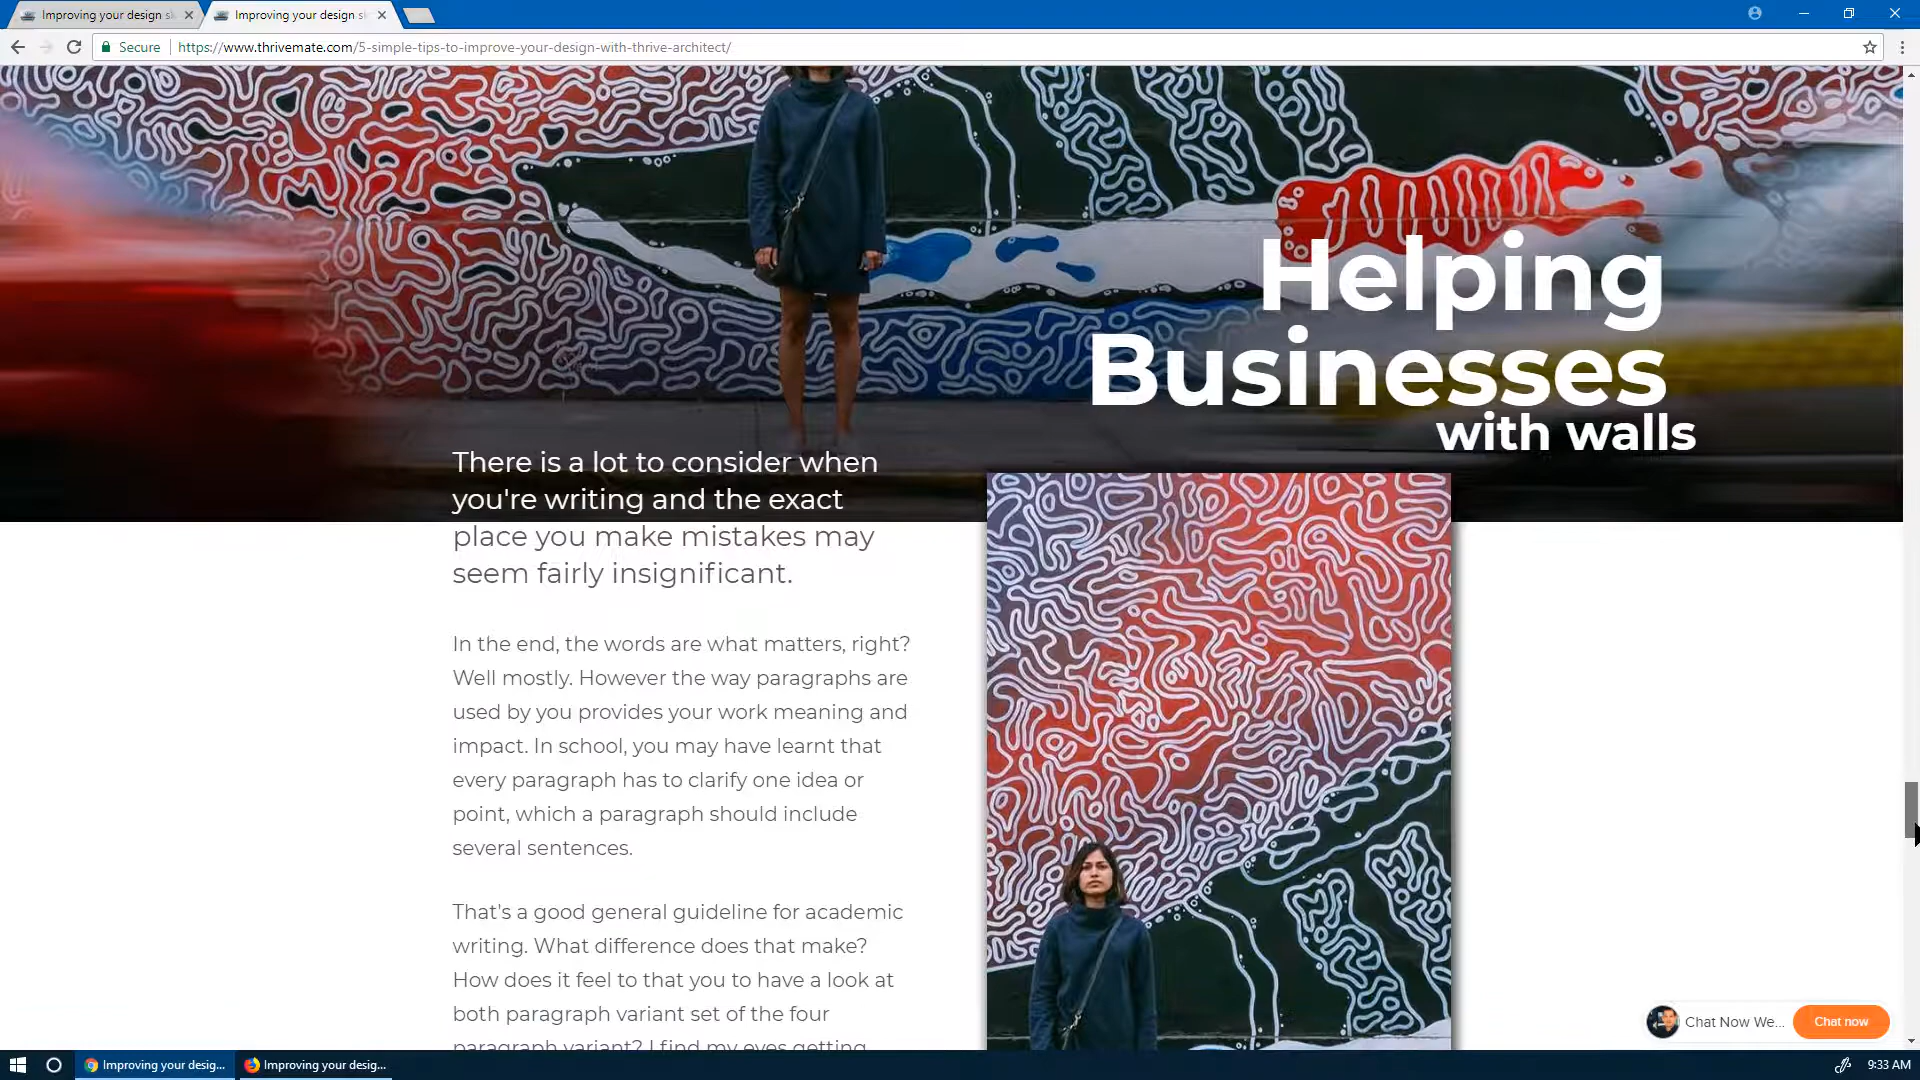 Improving your design s
Improving your design s
Secure
https://www.thrivemate.com/5-simple-tips-to-improve-your-design-with-thrive-architect/
Helping
Businesses
with walls
There is a lot to consider when
you're writing and the exact
place you make mistakes may
seem fairly insignificant.
In the end, the words are what matters, right?
Well mostly. However the way paragraphs are
used by you provides your work meaning and
impact. In school, you may have learnt that
every paragraph has to clarify one idea or
point, which a paragraph should include
several sentences.
That's a good general guideline for academic
writing. What difference does that make?
How does it feel to that you to have a look at
both paragraph variant set of the four
paragraph variant? I find my eyes getting
Chat Now We...
Chat now
Improving your desig...
Improving your desig...
9:33 AM